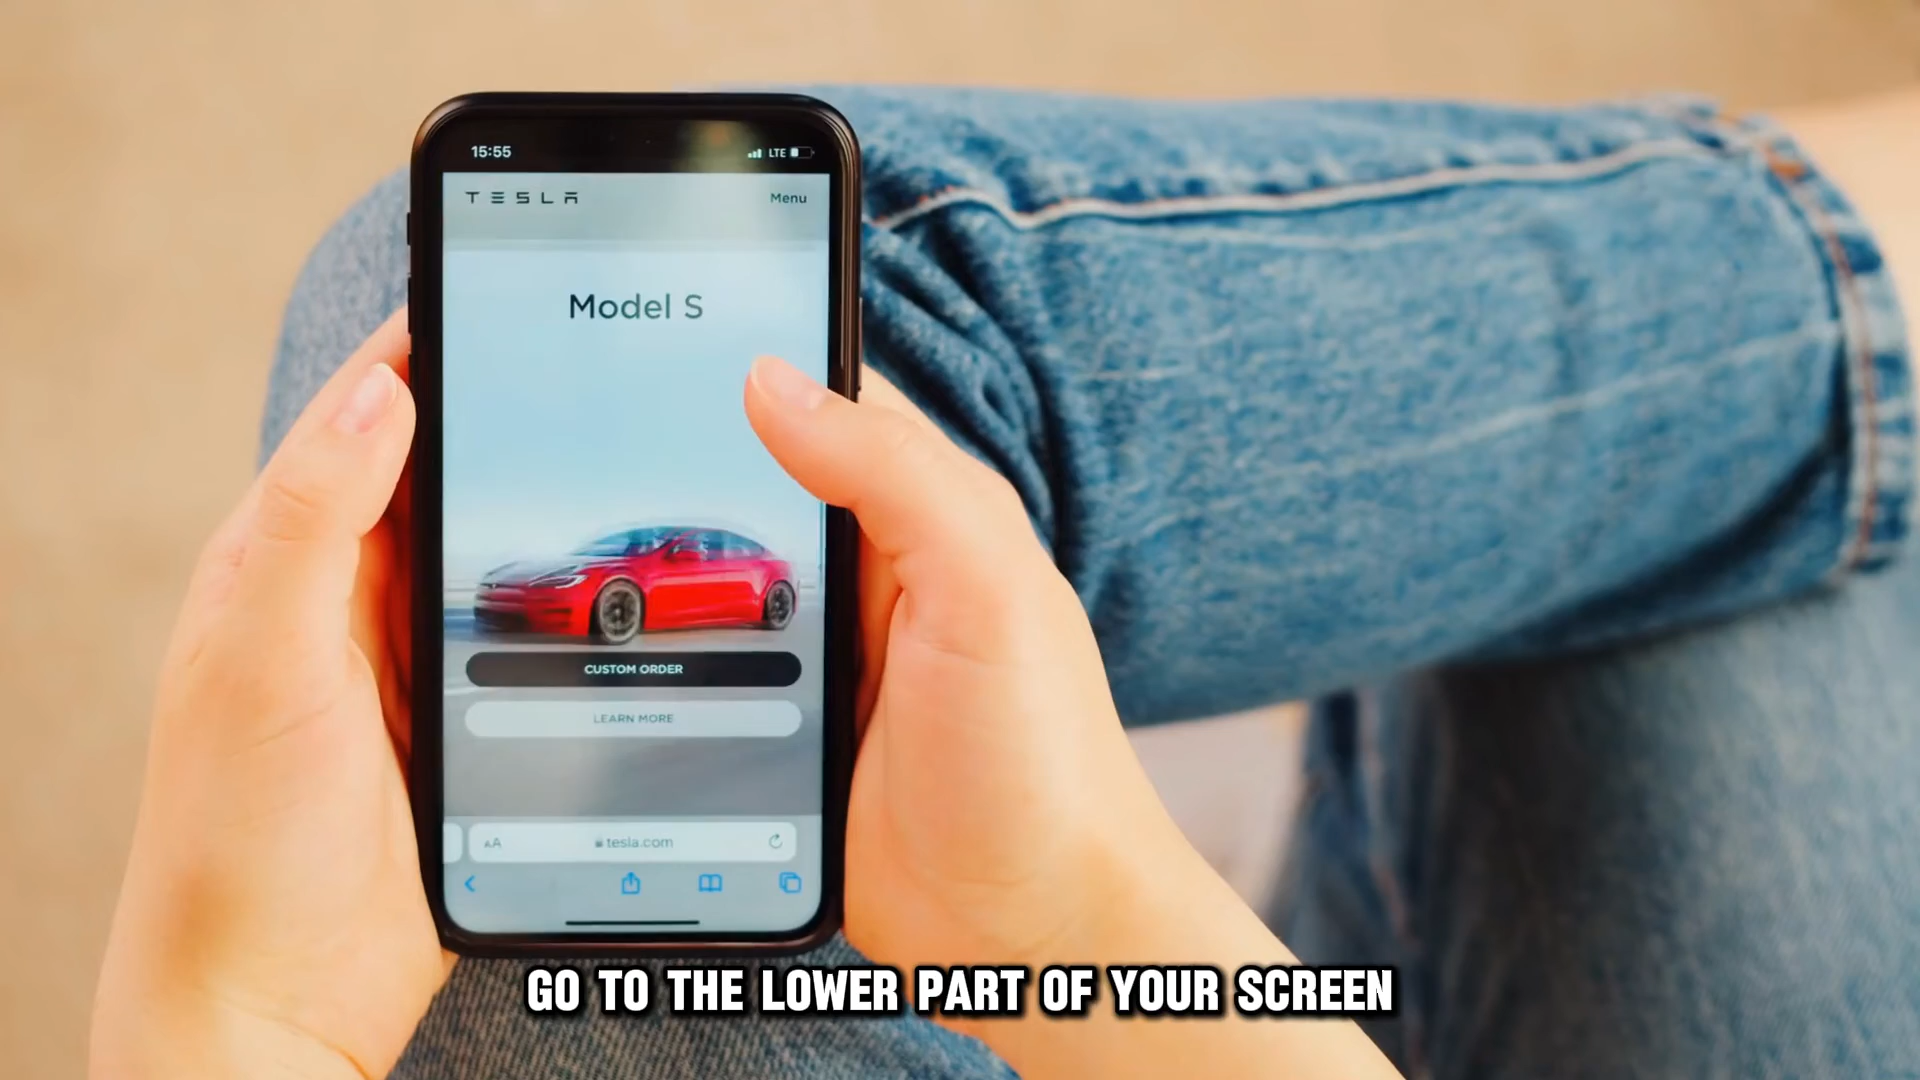 15:55
LTE
TESLA
Menu
Model S
CUSTOM ORDER
LEARN MORE
AA
tesla.com
GO TO THE LOWER PART OF YOUR SCREEN